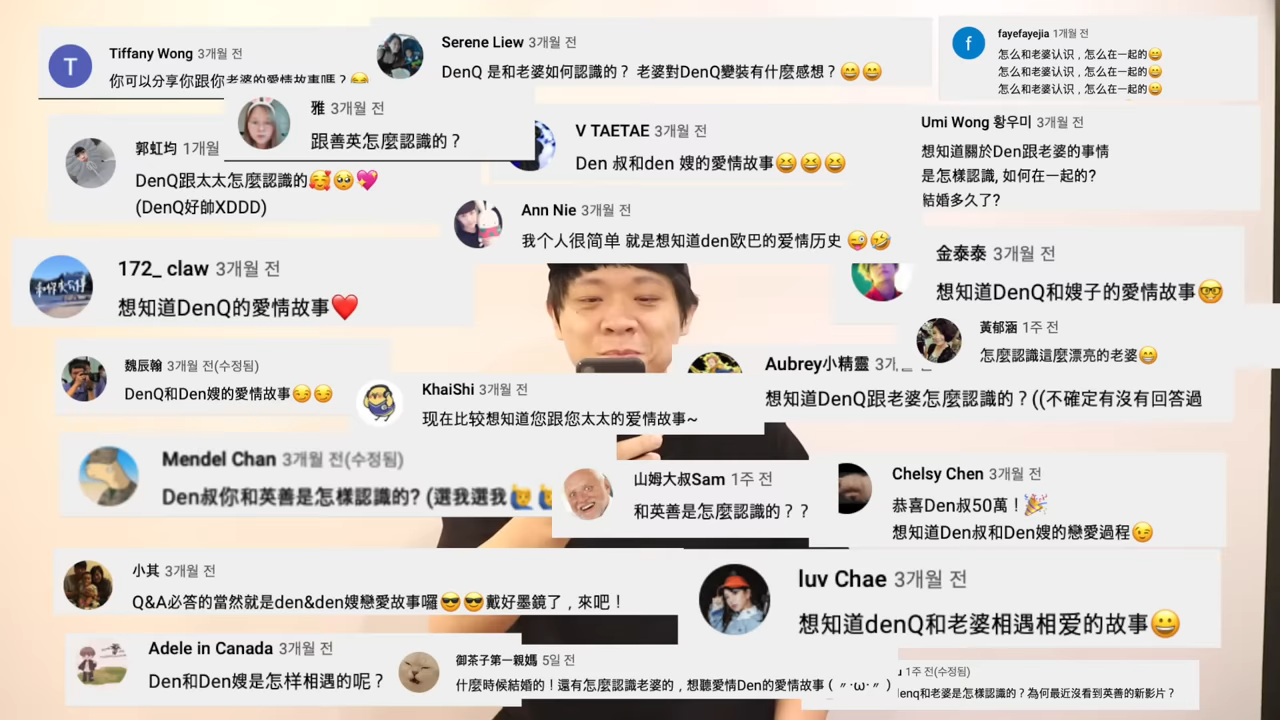 T
Tiffany Wong 3개월 전
你可以分享你跟你老婆的愛情故事嗎？😂
Serene Liew 3개월 전
DenQ 是和老婆如何認識的？ 老婆對DenQ變裝有什麼感想？😄😄
f
fayefayejia 1개월 전
怎么和老婆认识，怎么在一起的😄
怎么和老婆认识，怎么在一起的😄
怎么和老婆认识，怎么在一起的😄
雅 3개월 전
跟善英怎麼認識的？
郭虹均 1개월
DenQ跟太太怎麼認識的🥰🥺💖
(DenQ好帥XDDD)
V TAETAE 3개월 전
Den 叔和den 嫂的愛情故事😆😆😆
Umi Wong 황우미 3개월 전
想知道關於Den跟老婆的事情
是怎樣認識, 如何在一起的?
結婚多久了?
Ann Nie 3개월 전
我个人很简单 就是想知道den欧巴的爱情历史 😜🤣
172_ claw 3개월 전
想知道DenQ的愛情故事❤️
金泰泰 3개월 전
想知道DenQ和嫂子的愛情故事🤓
黃郁涵 1주 전
怎麼認識這麼漂亮的老婆😁
魏辰翰 3개월 전(수정됨)
DenQ和Den嫂的愛情故事😏😏
KhaiShi 3개월 전
现在比较想知道您跟您太太的爱情故事~
Aubrey小精靈
想知道DenQ跟老婆怎麼認識的？((不確定有沒有回答過
Mendel Chan 3개월 전(수정됨)
Den叔你和英善是怎樣認識的? (選我選我🙋‍♂️
山姆大叔Sam 1주 전
和英善是怎麼認識的？？
Chelsy Chen 3개월 전
恭喜Den叔50萬！🎉
想知道Den叔和Den嫂的戀愛過程😉
小其 3개월 전
Q&A必答的當然就是den&den嫂戀愛故事囉😎😎戴好墨鏡了，來吧！
luv Chae 3개월 전
想知道denQ和老婆相遇相爱的故事😀
Adele in Canada 3개월 전
Den和Den嫂是怎样相遇的呢？
御茶子第一親媽 5일 전
什麼時候結婚的！還有怎麼認識老婆的，想聽愛情Den的愛情故事（〃･ω･〃）
1주 전(수정됨)
enq和老婆是怎樣認識的？為何最近沒看到英善的新影片？